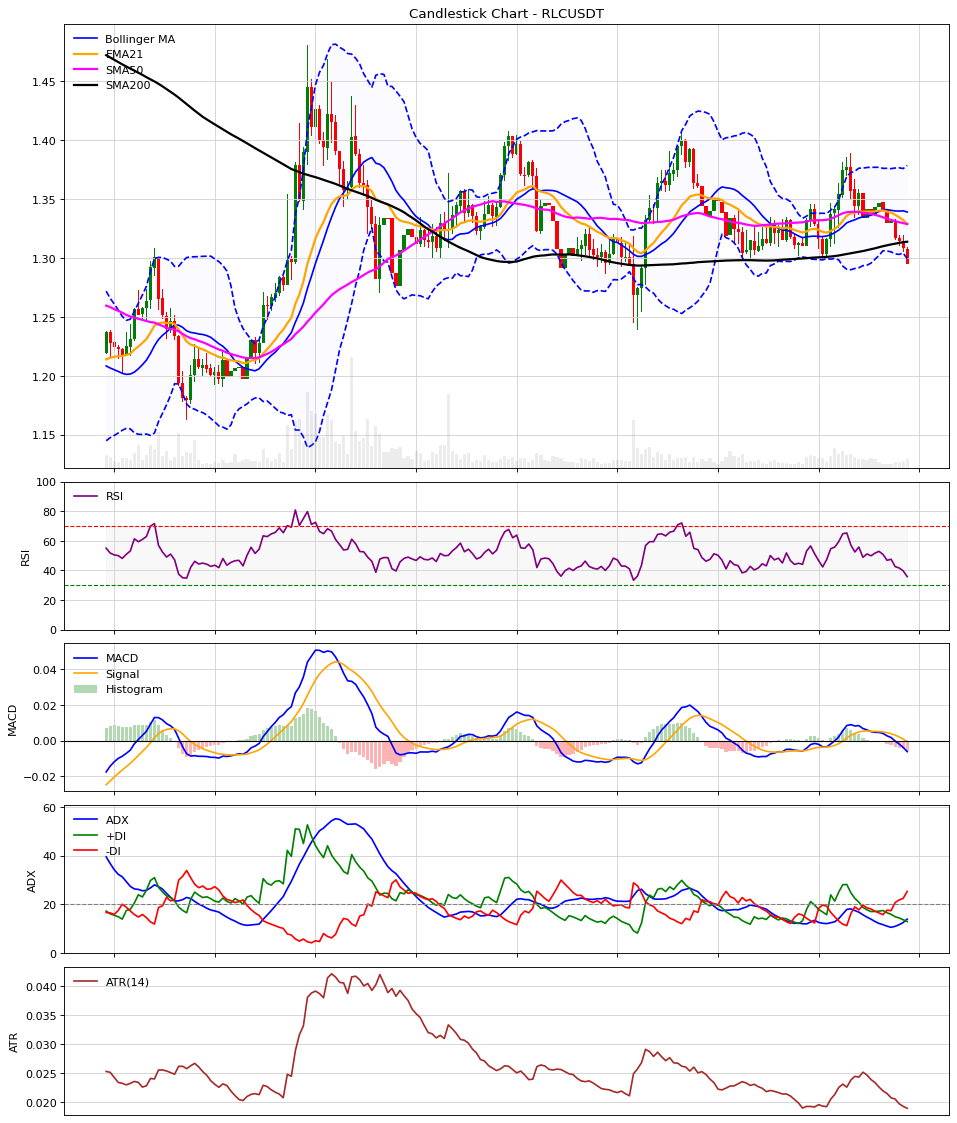 Candlestick Chart - RLCUSDT
Bollinger MA
EMA21
SMA50
SMA200
1.45
1.40
1.35
1.30
1.25
1.20
1.15
RSI
RSI
100
80
60
40
20
0
MACD
Signal
Histogram
MACD
0.04
0.02
0.00
−0.02
ADX
+DI
-DI
ADX
60
40
20
0
ATR(14)
ATR
0.040
0.035
0.030
0.025
0.020